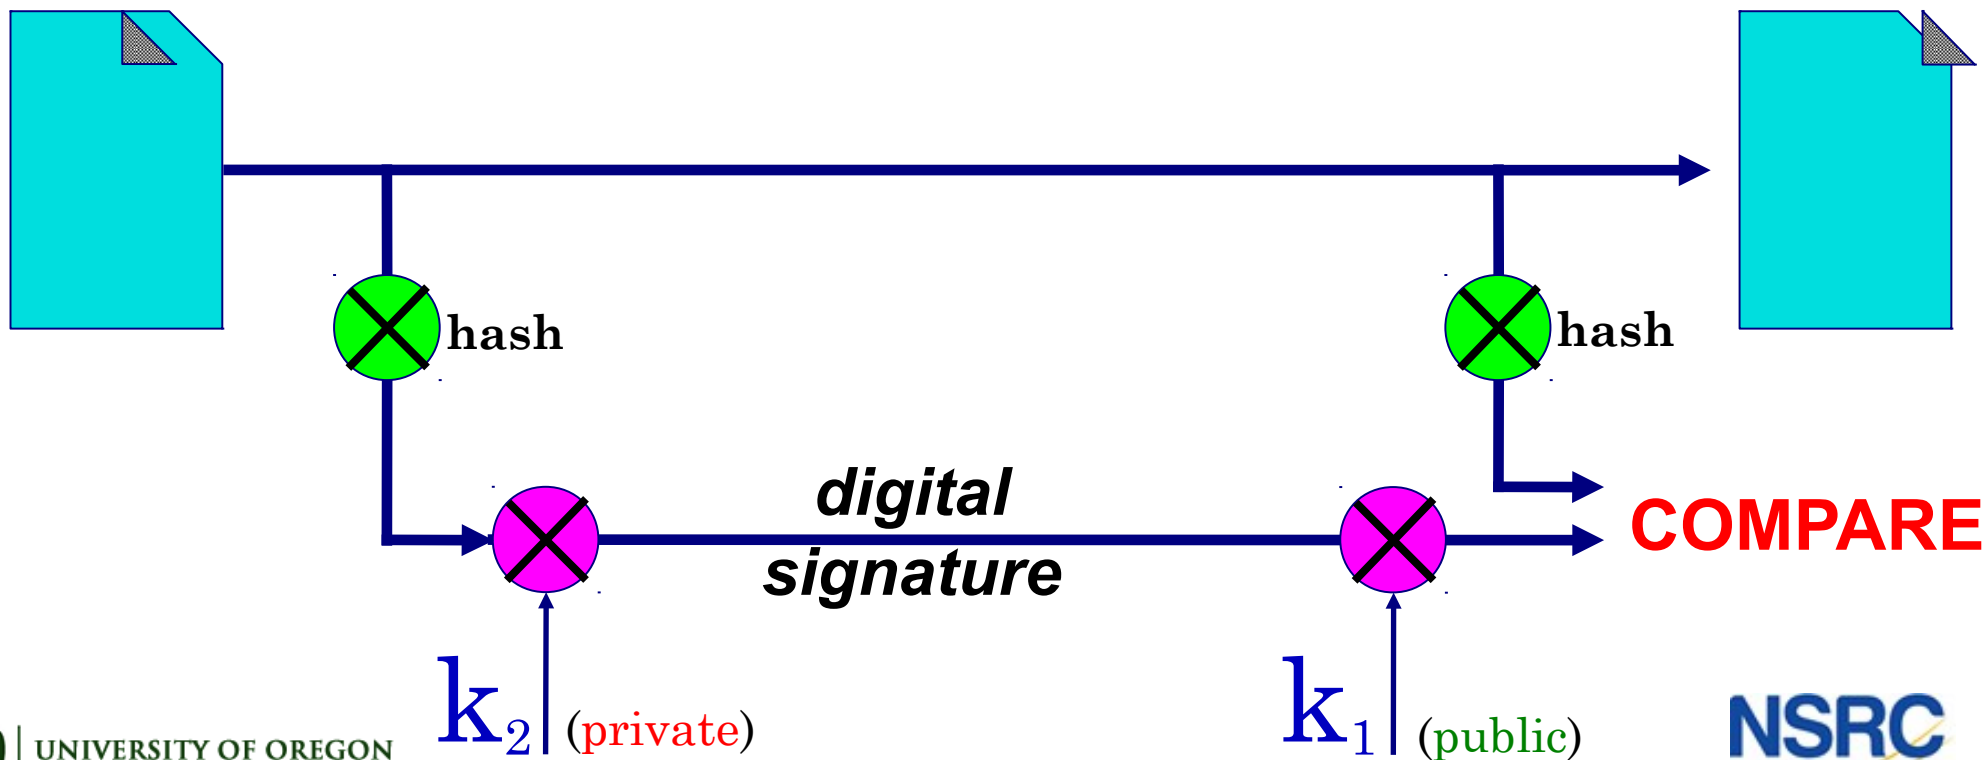 hash
hash
digital
signature
COMPARE
k2
(private)
k1
(public)
UNIVERSITY OF OREGON
NSRC